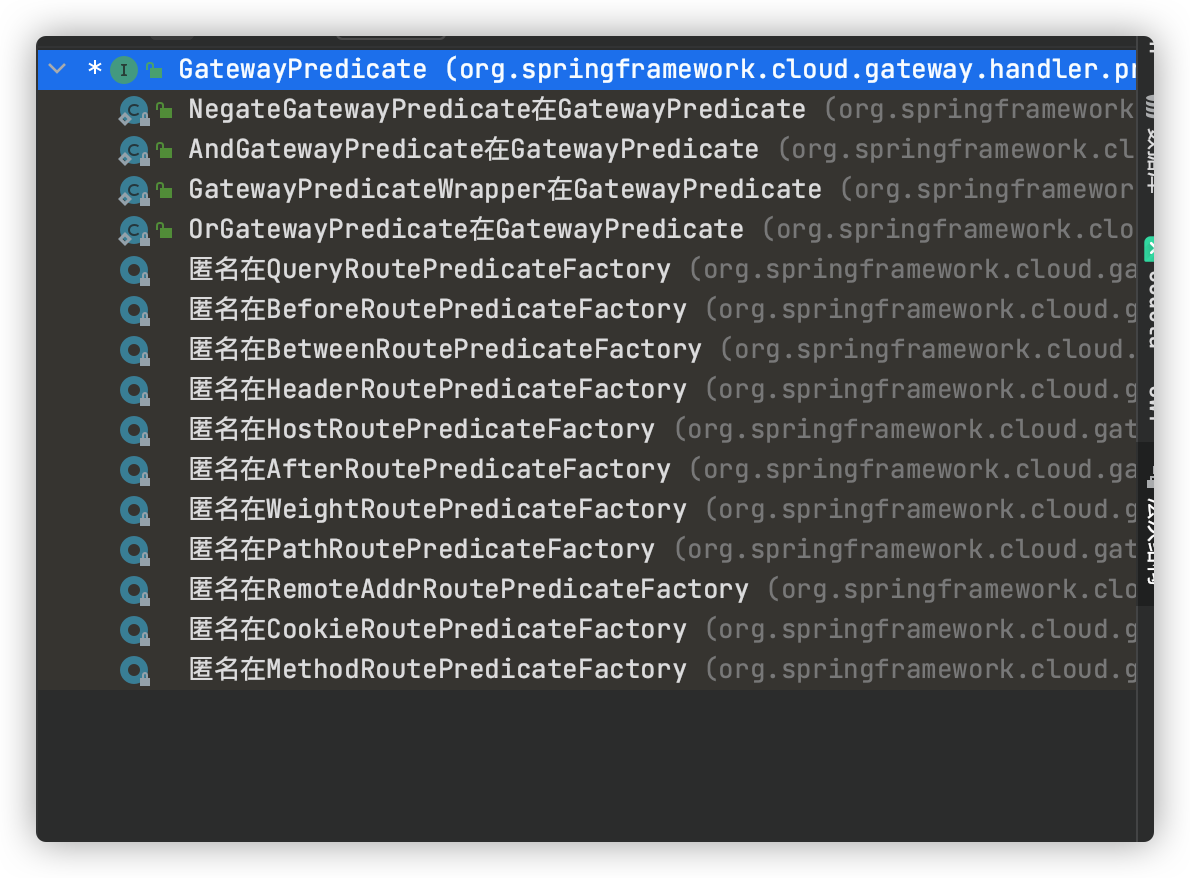 * I GatewayPredicate (org.springframework.cloud.gateway.handler.pr
C NegateGatewayPredicate在GatewayPredicate (org.springframework
C AndGatewayPredicate在GatewayPredicate (org.springframework.cl
C GatewayPredicateWrapper在GatewayPredicate (org.springframewor
C OrGatewayPredicate在GatewayPredicate (org.springframework.clo
匿名在QueryRoutePredicateFactory (org.springframework.cloud.ga
匿名在BeforeRoutePredicateFactory (org.springframework.cloud.g
匿名在BetweenRoutePredicateFactory (org.springframework.cloud.
匿名在HeaderRoutePredicateFactory (org.springframework.cloud.g
匿名在HostRoutePredicateFactory (org.springframework.cloud.gat
匿名在AfterRoutePredicateFactory (org.springframework.cloud.ga
匿名在WeightRoutePredicateFactory (org.springframework.cloud.g
匿名在PathRoutePredicateFactory (org.springframework.cloud.gat
匿名在RemoteAddrRoutePredicateFactory (org.springframework.clo
匿名在CookieRoutePredicateFactory (org.springframework.cloud.g
匿名在MethodRoutePredicateFactory (org.springframework.cloud.g